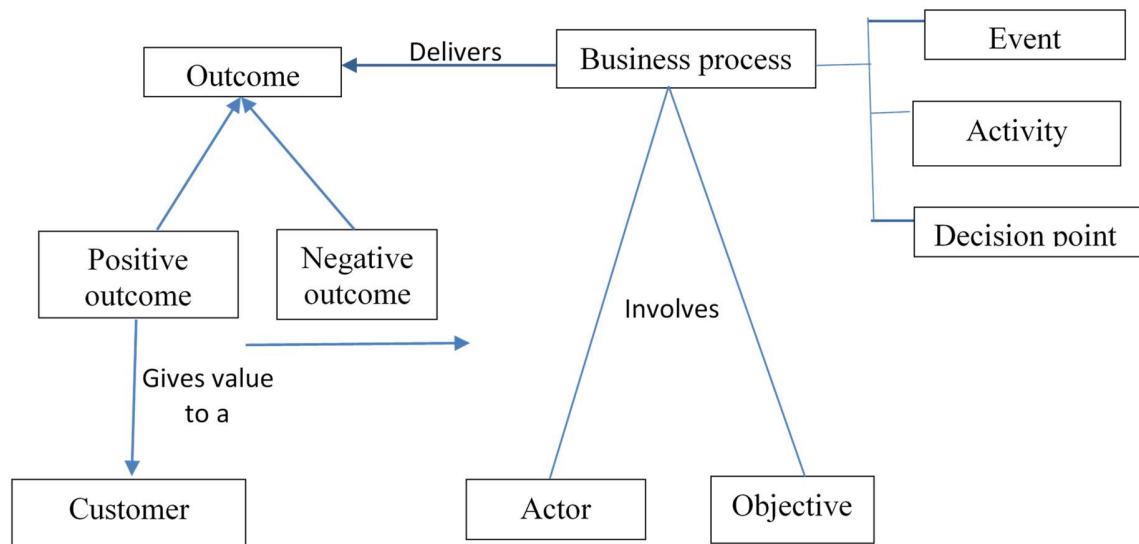 Event
Delivers
Business process
Outcome
Activity
Decision point
Positive
outcome
Negative
outcome
Involves
Gives value
to a
Customer
Actor
Objective